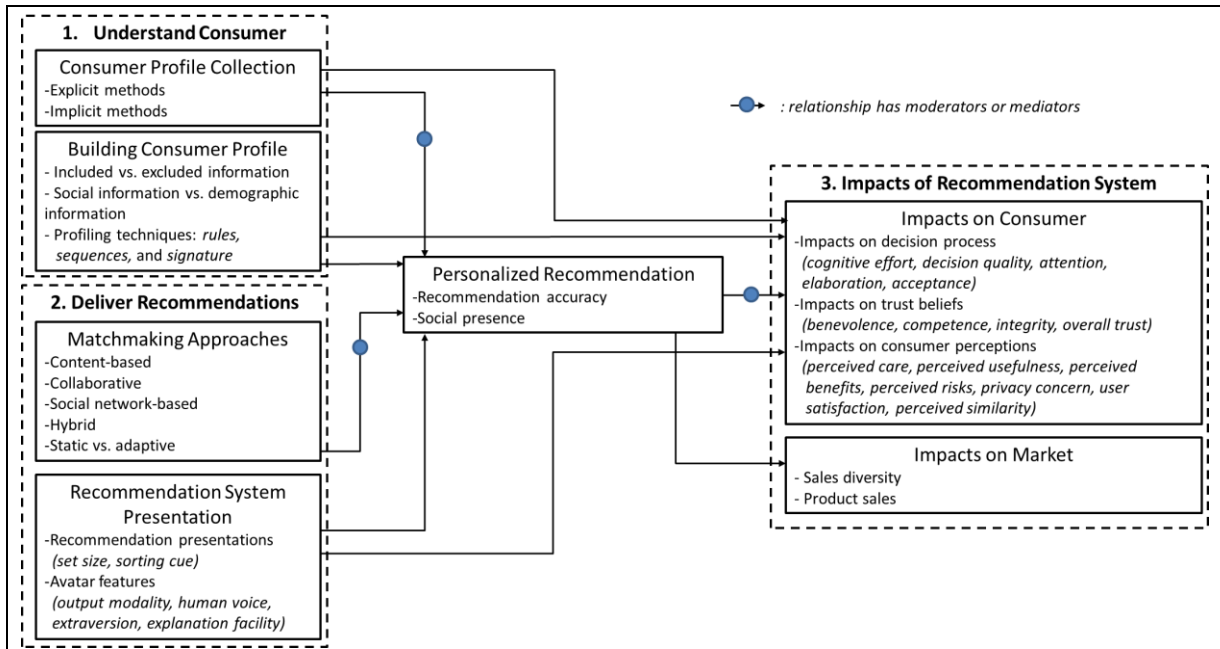 1. Understand Consumer
Consumer Profile Collection
-Explicit methods
-Implicit methods
Building Consumer Profile
- Included vs. excluded information
- Social information vs. demographic
information
- Profiling techniques: rules,
sequences, and signature
2. Deliver Recommendations
Matchmaking Approaches
-Content-based
-Collaborative
-Social network-based
-Hybrid
-Static vs. adaptive
Recommendation System
Presentation
-Recommendation presentations
(set size, sorting cue)
-Avatar features
(output modality, human voice,
extraversion, explanation facility)
Personalized Recommendation
-Recommendation accuracy
-Social presence
: relationship has moderators or mediators
3. Impacts of Recommendation System
Impacts on Consumer
-Impacts on decision process
(cognitive effort, decision quality, attention,
elaboration, acceptance)
-Impacts on trust beliefs
(benevolence, competence, integrity, overall trust)
-Impacts on consumer perceptions
(perceived care, perceived usefulness, perceived
benefits, perceived risks, privacy concern, user
satisfaction, perceived similarity)
Impacts on Market
- Sales diversity
- Product sales